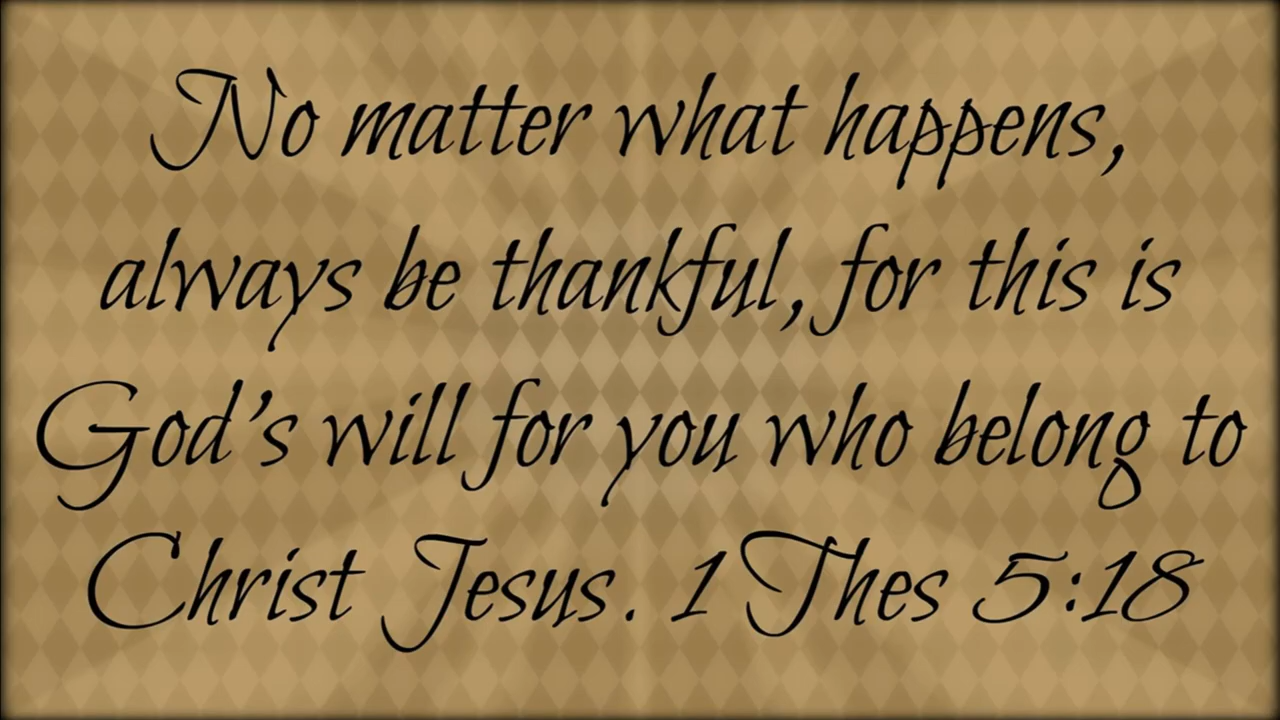 No matter what happens,
always be thankful, for this is
God's will for you who belong to
Christ Jesus. 1 Thes 5:18